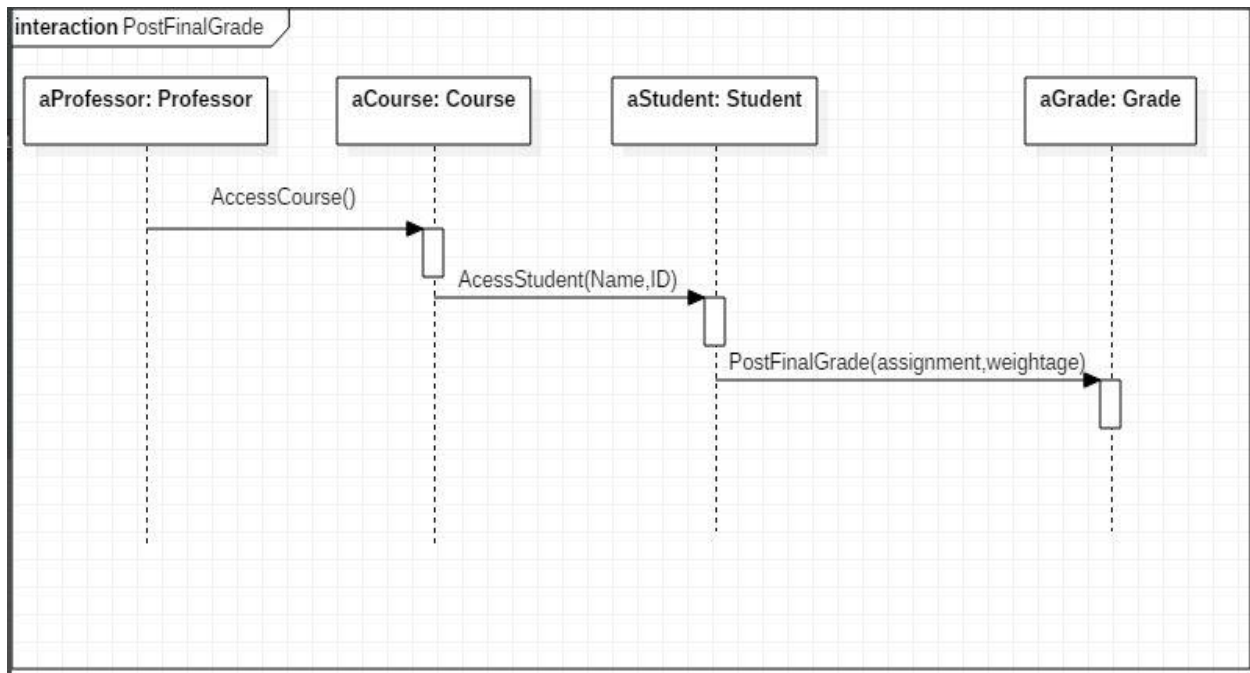 interaction PostFinalGrade
aProfessor: Professor
aCourse: Course
aStudent: Student
aGrade: Grade
AccessCourse()
AcessStudent(Name,ID)
PostFinalGrade(assignment,weightage)